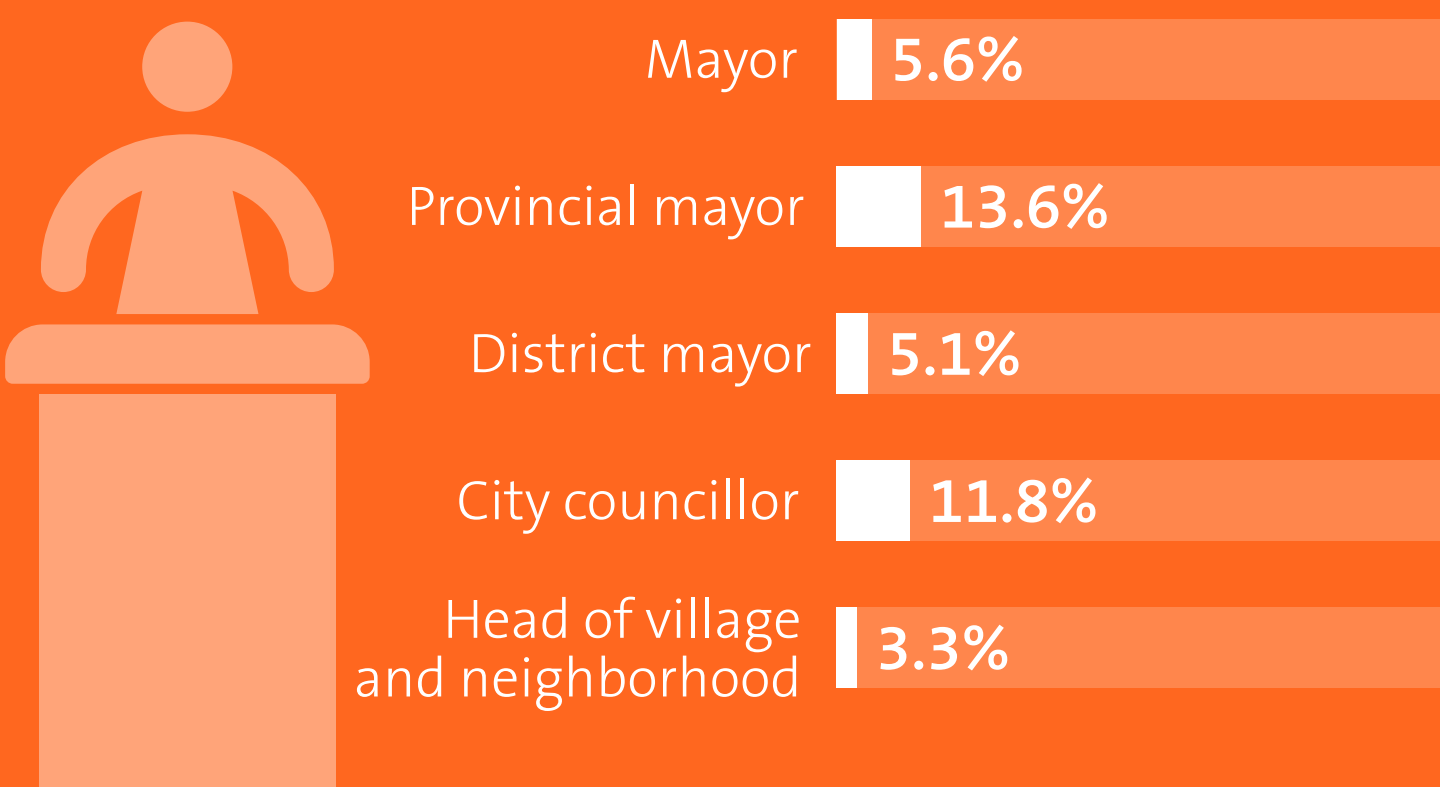 Mayor 5.6%
Provincial mayor 13.6%
District mayor 5.1%
City councillor 11.8%
Head of village
and neighborhood 3.3%